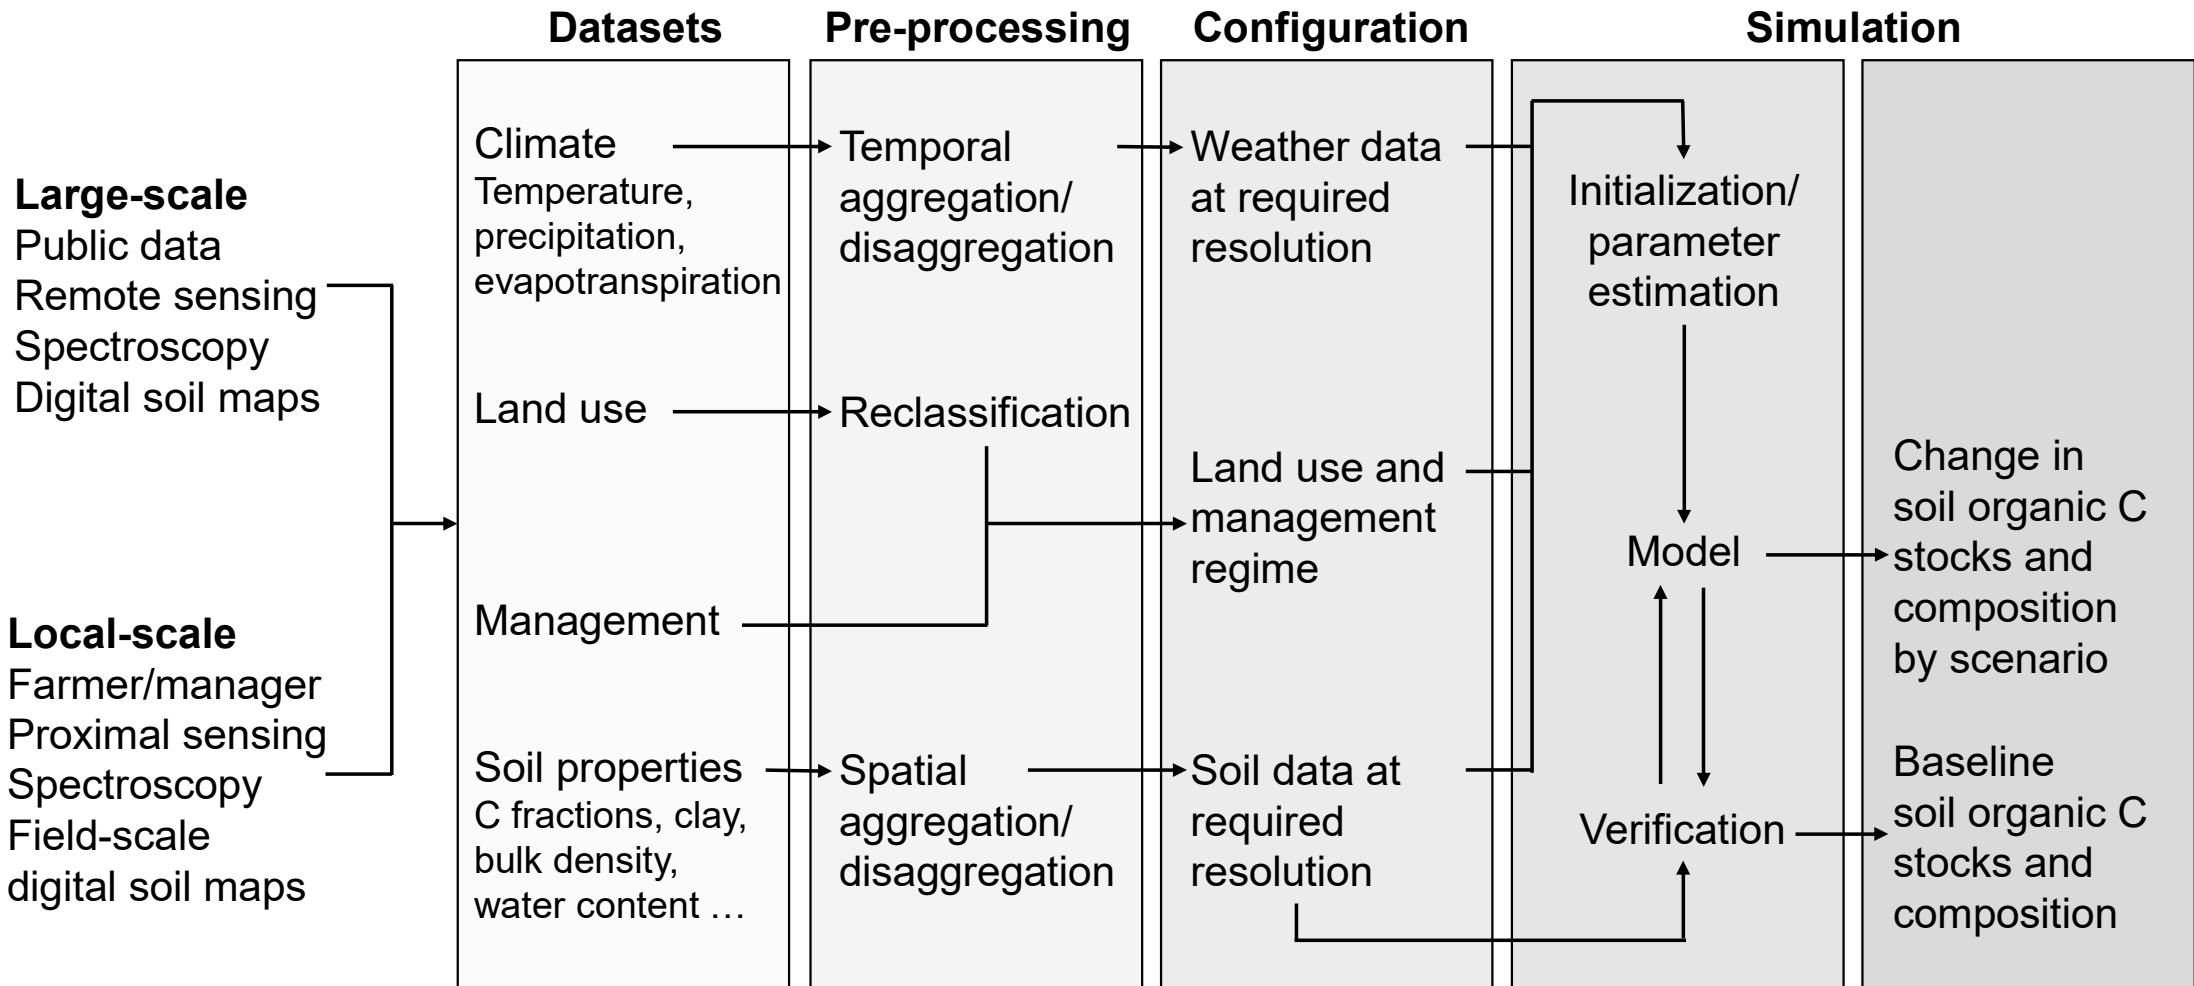 Datasets
Pre-processing
Configuration
Simulation
Large-scale
Public data
Remote sensing
Spectroscopy
Digital soil maps
Local-scale
Farmer/manager
Proximal sensing
Spectroscopy
Field-scale
digital soil maps
Climate
Temperature,
precipitation,
evapotranspiration
Land use
Management
Soil properties
C fractions, clay,
bulk density,
water content …
Temporal
aggregation/
disaggregation
Reclassification
Spatial
aggregation/
disaggregation
Weather data
at required
resolution
Land use and
management
regime
Soil data at
required
resolution
Initialization/
parameter
estimation
Model
Verification
Change in
soil organic C
stocks and
composition
by scenario
Baseline
soil organic C
stocks and
composition